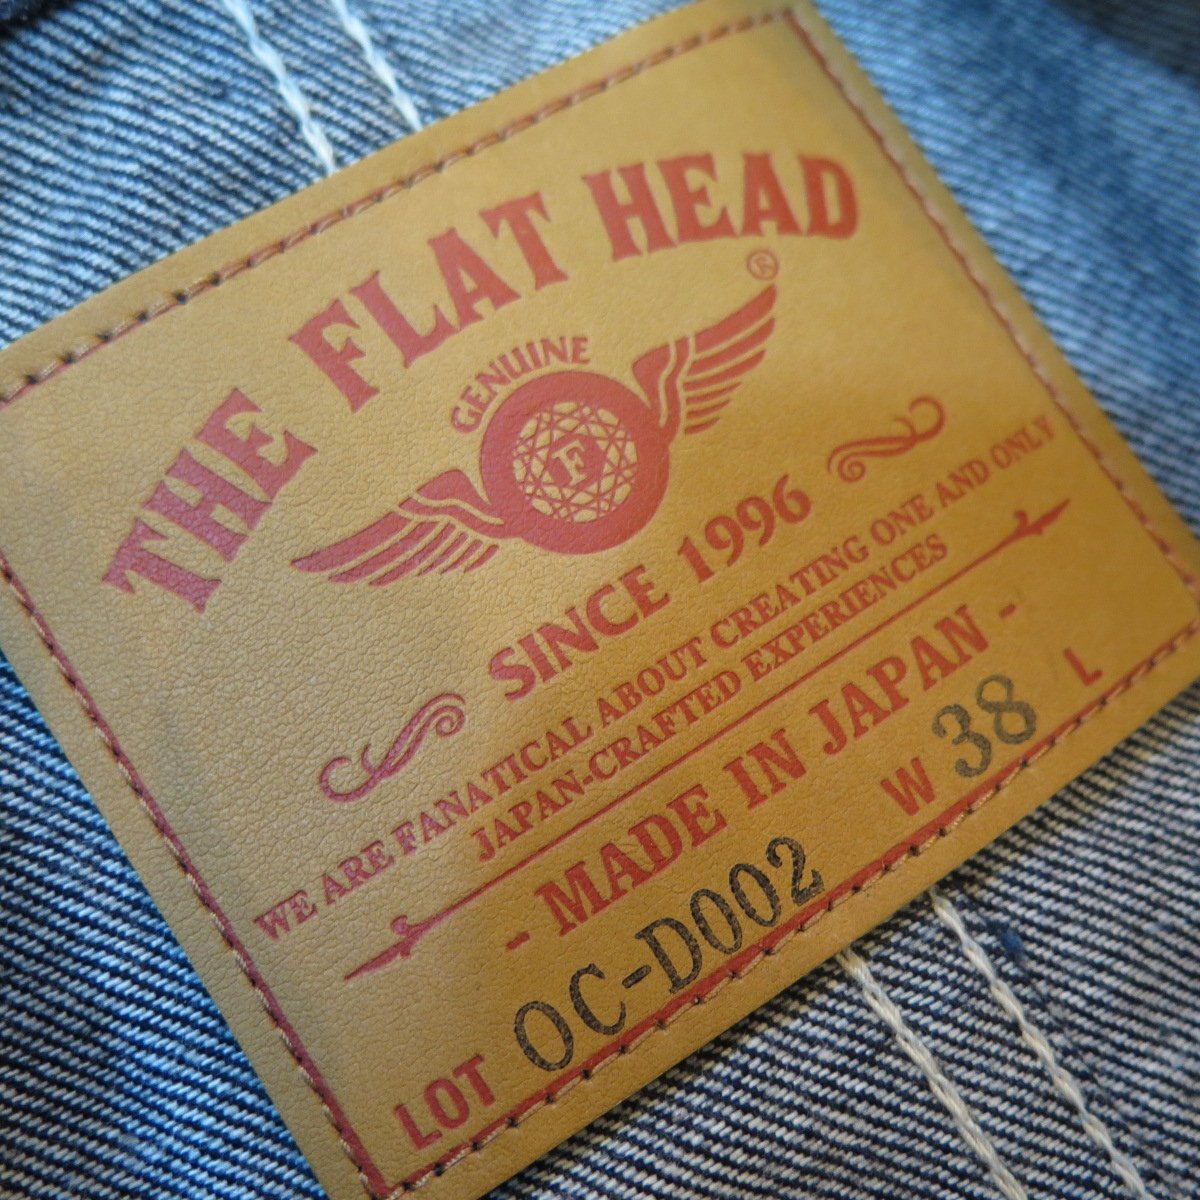 THE FLAT HEAD
®
GENUINE
F
SINCE 1996
WE ARE FANATICAL ABOUT CREATING ONE AND ONLY
JAPAN-CRAFTED EXPERIENCES
- MADE IN JAPAN -
LOT OC-D002 W 38 L